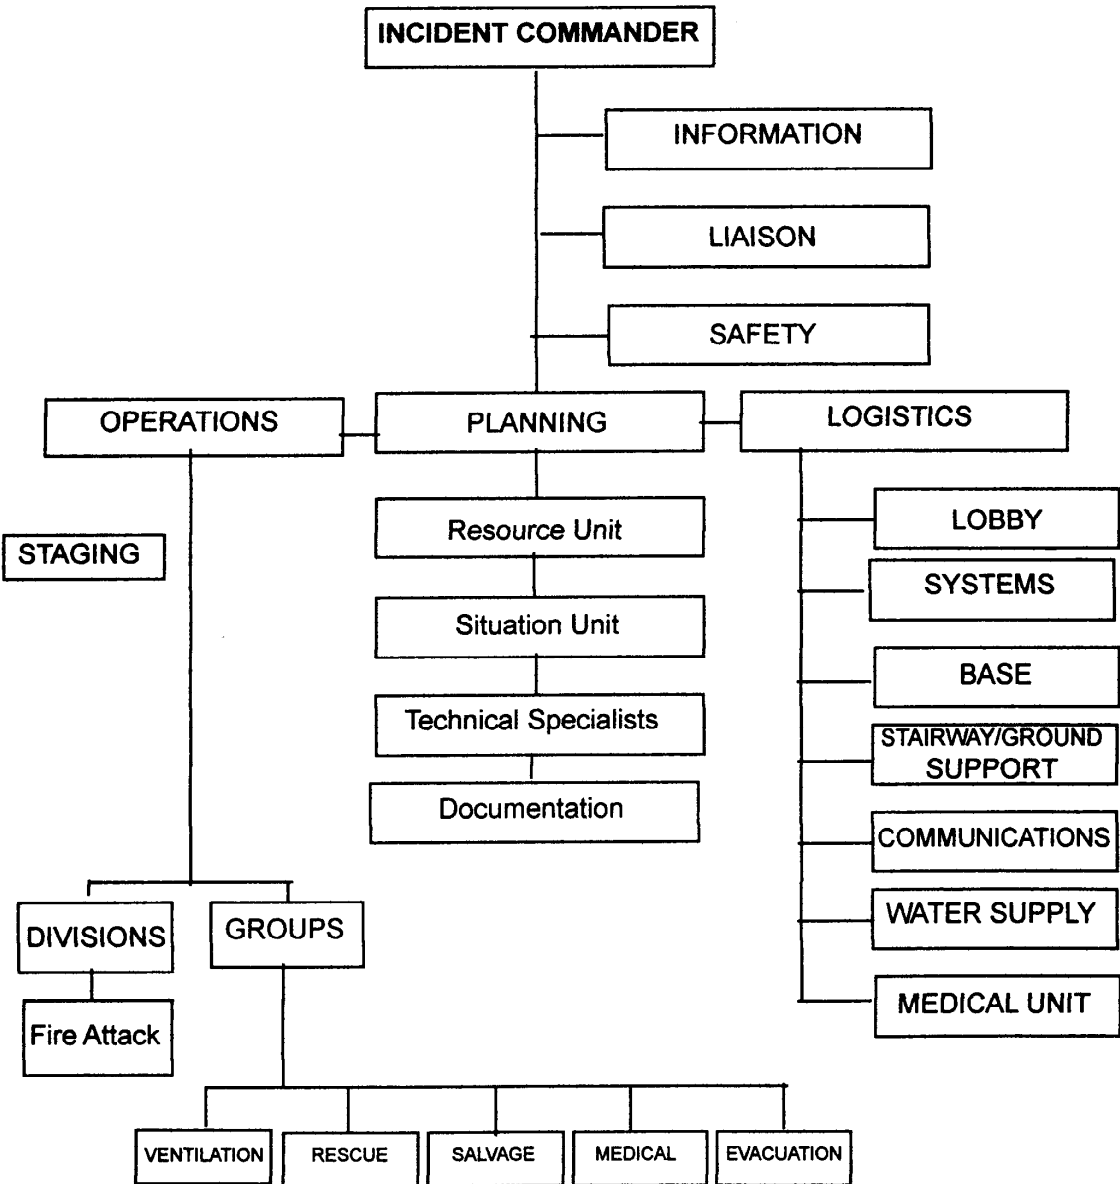 INCIDENT COMMANDER
INFORMATION
LIAISON
SAFETY
OPERATIONS
PLANNING
LOGISTICS
Resource Unit
LOBBY
STAGING
SYSTEMS
Situation Unit
BASE
Technical Specialists
STAIRWAY/GROUND
SUPPORT
Documentation
COMMUNICATIONS
WATER SUPPLY
DIVISIONS
GROUPS
MEDICAL UNIT
Fire Attack
VENTILATION
RESCUE
SALVAGE
MEDICAL
EVACUATION